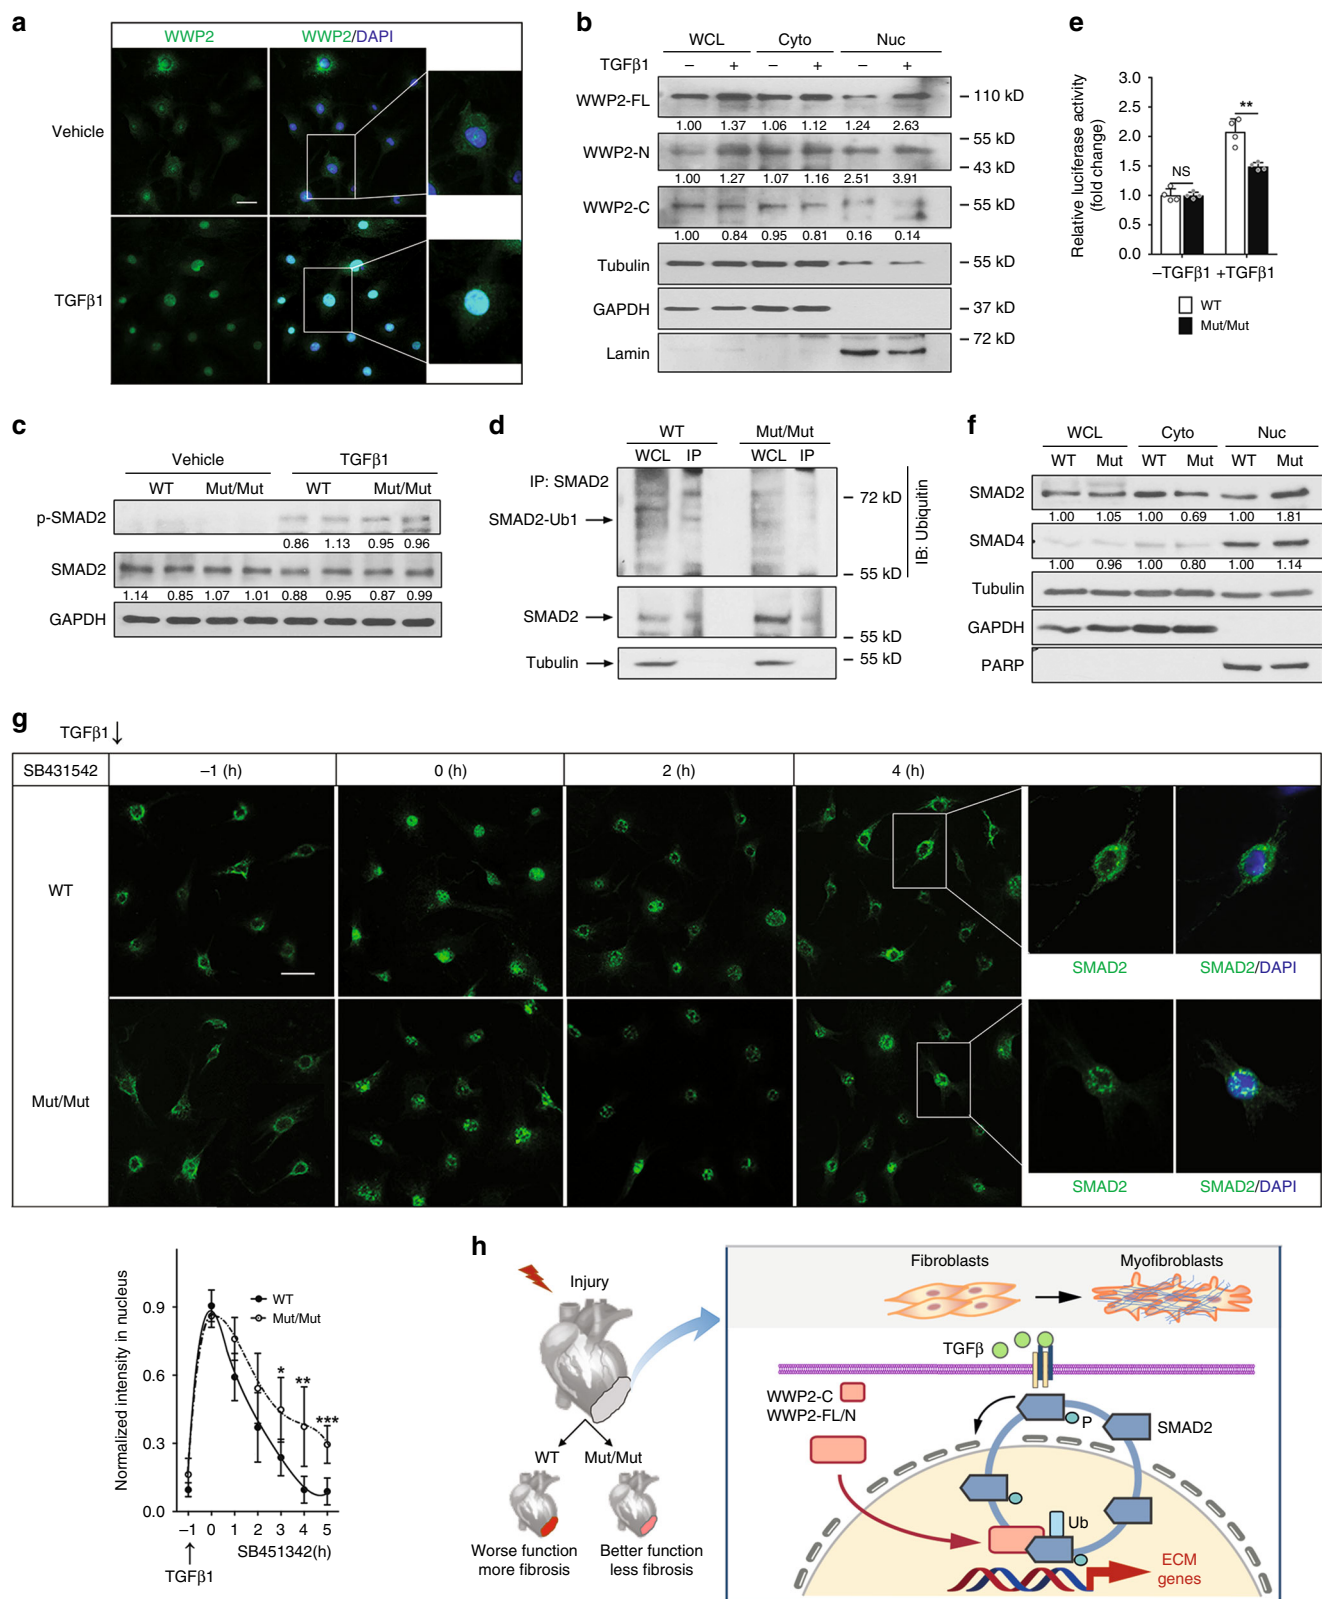 a
WWP2
WWP2/DAPI
Vehicle
TGFβ1
b
WCL Cyto Nuc
TGFβ1 – + – + – +
WWP2-FL – 110 kD
1.00 1.37 1.06 1.12 1.24 2.63
– 55 kD
WWP2-N
– 43 kD
1.00 1.27 1.07 1.16 2.51 3.91
WWP2-C – 55 kD
1.00 0.84 0.95 0.81 0.16 0.14
Tubulin – 55 kD
GAPDH – 37 kD
– 72 kD
Lamin
e
Relative luciferase activity
(fold change)
3.0
2.5
2.0
1.5
1.0
0.5
0.0
NS
**
–TGFβ1 +TGFβ1
WT
Mut/Mut
c
Vehicle TGFβ1
WT Mut/Mut WT Mut/Mut
p-SMAD2
0.86 1.13 0.95 0.96
SMAD2
1.14 0.85 1.07 1.01 0.88 0.95 0.87 0.99
GAPDH
d
WT Mut/Mut
WCL IP WCL IP
IP: SMAD2
– 72 kD
SMAD2-Ub1
– 55 kD
IB: Ubiquitin
SMAD2
– 55 kD
Tubulin – 55 kD
f
WCL Cyto Nuc
WT Mut WT Mut WT Mut
SMAD2
1.00 1.05 1.00 0.69 1.00 1.81
SMAD4
1.00 0.96 1.00 0.80 1.00 1.14
Tubulin
GAPDH
PARP
g
TGFβ1
SB431542 –1 (h) 0 (h) 2 (h) 4 (h)
WT
SMAD2 SMAD2/DAPI
Mut/Mut
SMAD2 SMAD2/DAPI
Normalized intensity in nucleus
0.9
0.6
0.3
0.0
WT
Mut/Mut
*
**
***
–1 0 1 2 3 4 5
SB451342(h)
TGFβ1
h
Injury
WT Mut/Mut
Worse function
more fibrosis
Better function
less fibrosis
Fibroblasts
Myofibroblasts
TGFβ
WWP2-C
WWP2-FL/N
P
SMAD2
Ub
ECM
genes